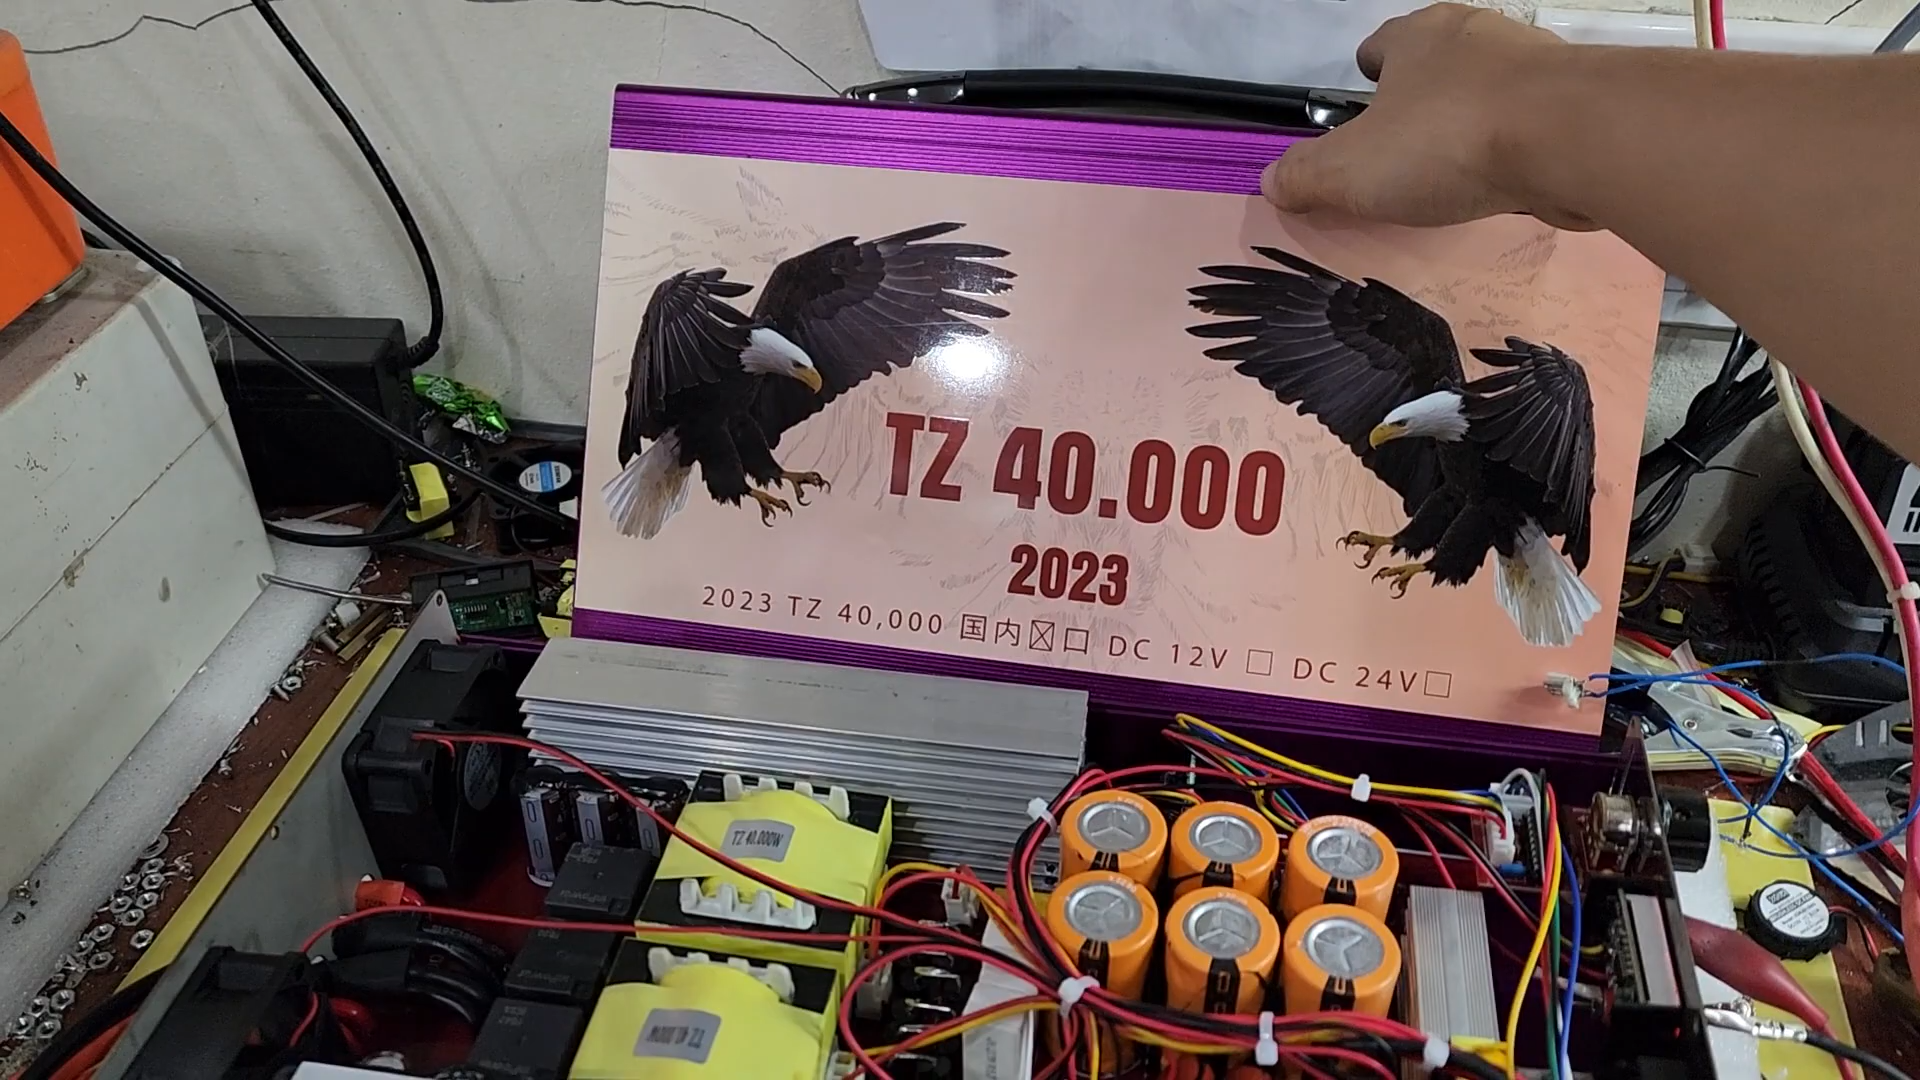 TZ 40.000
2023
2023 TZ 40,000 国内☒□ DC 12V □ DC 24V□
TZ 40.000W
TZ 40.000W